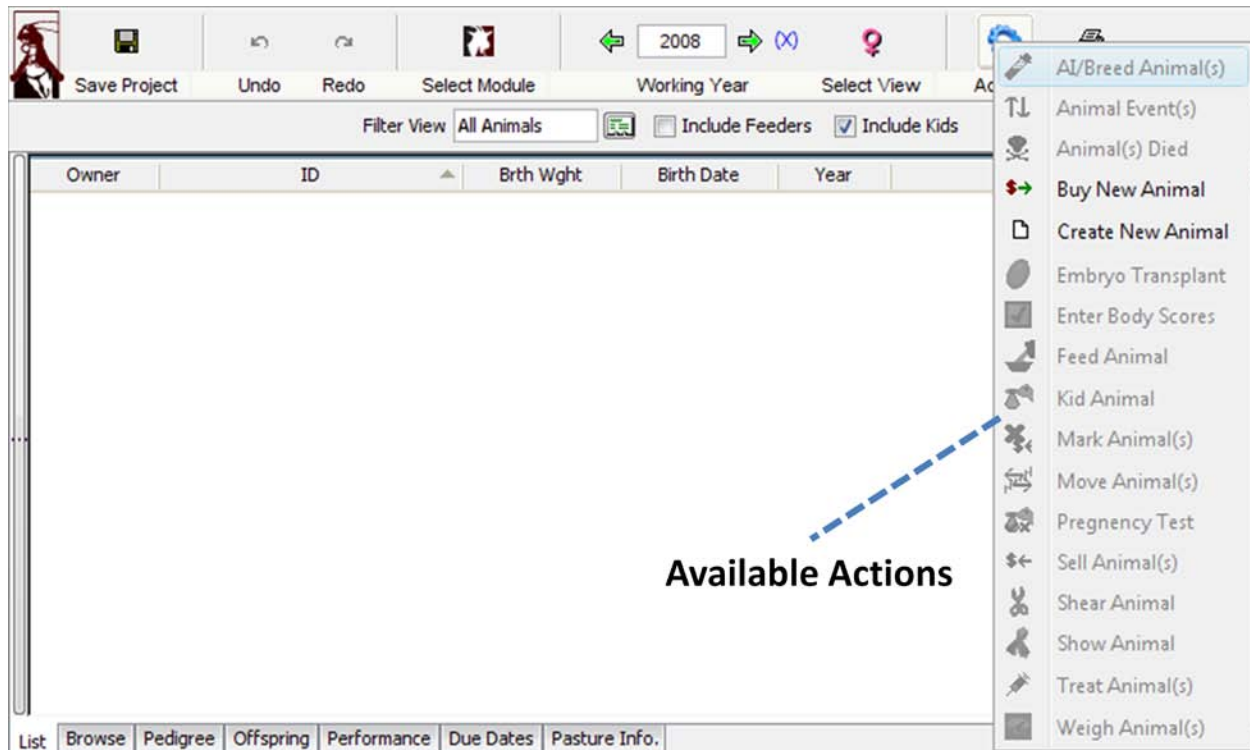 2008 (X)
Save Project Undo Redo Select Module Working Year Select View
Filter View All Animals Include Feeders Include Kids
Owner ID Brth Wght Birth Date Year
AI/Breed Animal(s)
Animal Event(s)
Animal(s) Died
Buy New Animal
Create New Animal
Embryo Transplant
Enter Body Scores
Feed Animal
Kid Animal
Mark Animal(s)
Move Animal(s)
Pregnency Test
Sell Animal(s)
Shear Animal
Show Animal
Treat Animal(s)
Weigh Animal(s)
Available Actions
List Browse Pedigree Offspring Performance Due Dates Pasture Info.